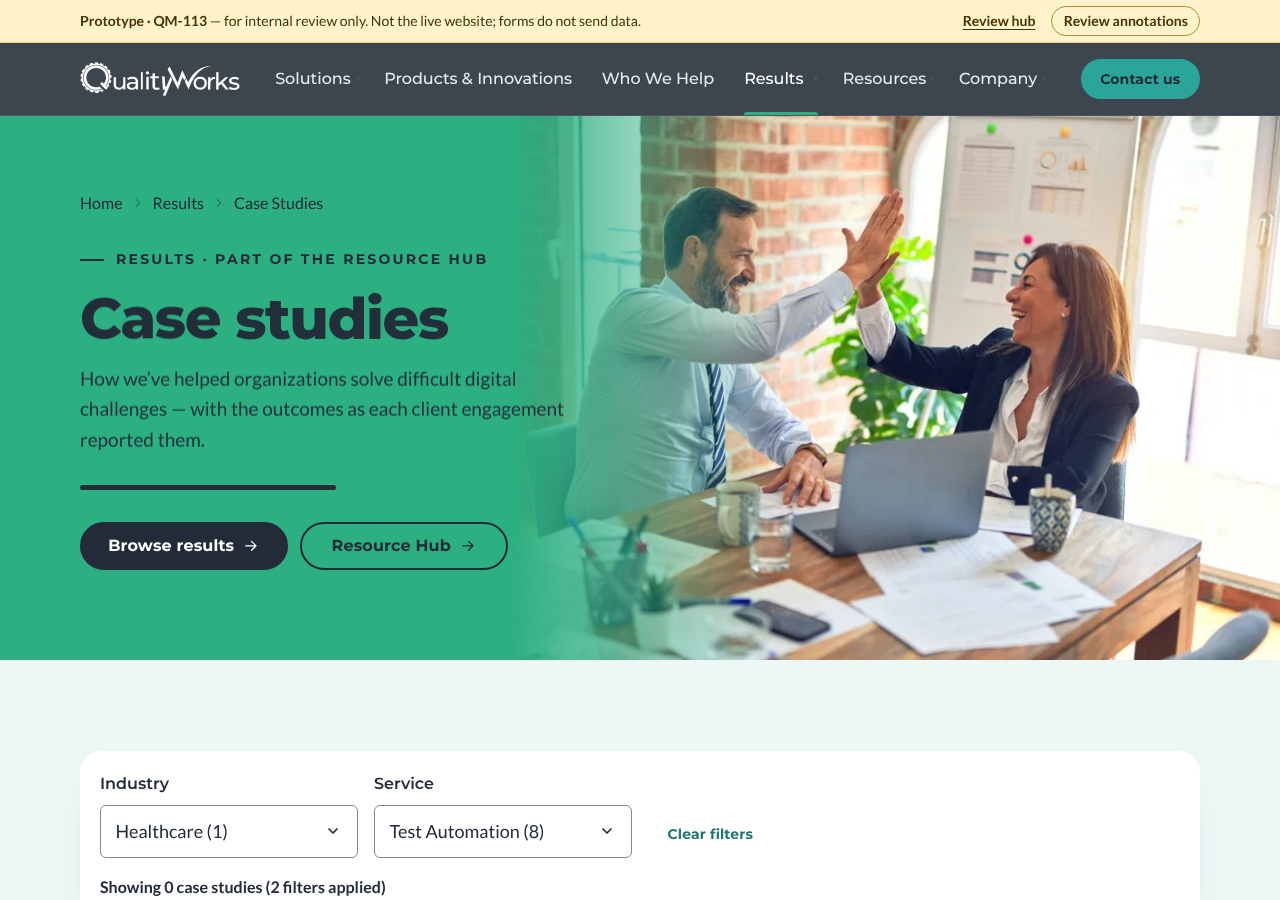 Prototype · QM-113 — for internal review only. Not the live website; forms do not send data.
Review hub
Review annotations
QualityWorks
Solutions
Products & Innovations
Who We Help
Results
Resources
Company
Contact us
Home
Results
Case Studies
RESULTS · PART OF THE RESOURCE HUB
Case studies
How we’ve helped organizations solve difficult digital
challenges — with the outcomes as each client engagement
reported them.
Browse results
Resource Hub
Industry
Service
Healthcare (1)
Test Automation (8)
Clear filters
Showing 0 case studies (2 filters applied)